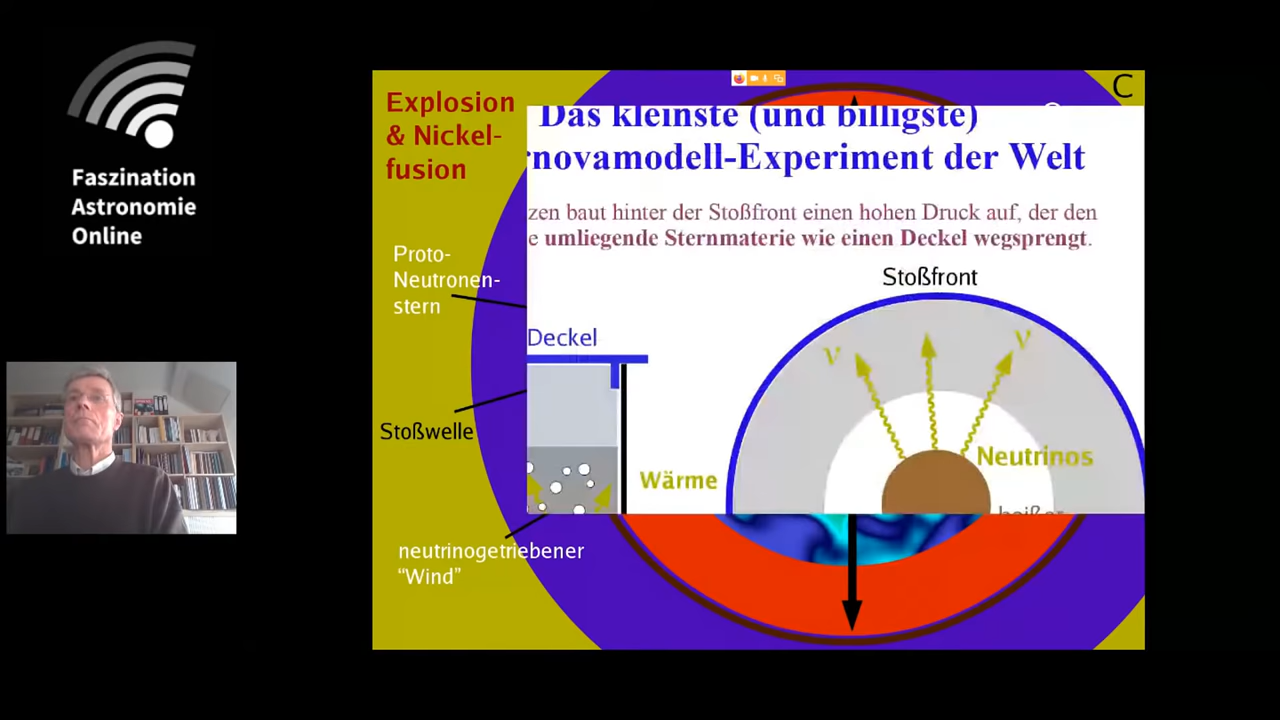 Faszination
Astronomie
Online
Explosion
& Nickel-
fusion
C
Das kleinste (und billigste)
rnovamodell-Experiment der Welt
zen baut hinter der Stoßfront einen hohen Druck auf, der den
e umliegende Sternmaterie wie einen Deckel wegsprengt.
Proto-
Neutronen-
stern
Stoßfront
Deckel
ν
ν
Stoßwelle
Neutrinos
Wärme
heißer
neutrinogetriebener
“Wind”